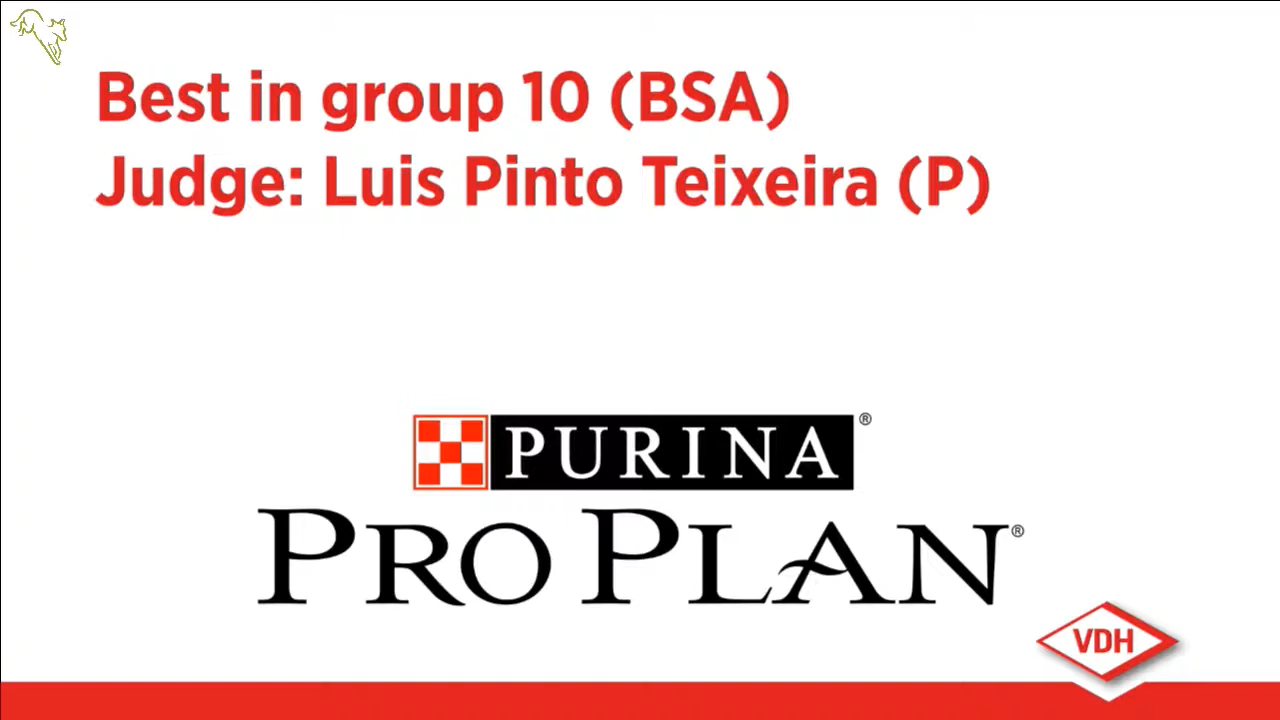 Best in group 10 (BSA)
Judge: Luis Pinto Teixeira (P)
PURINA®
PRO PLAN®
VDH